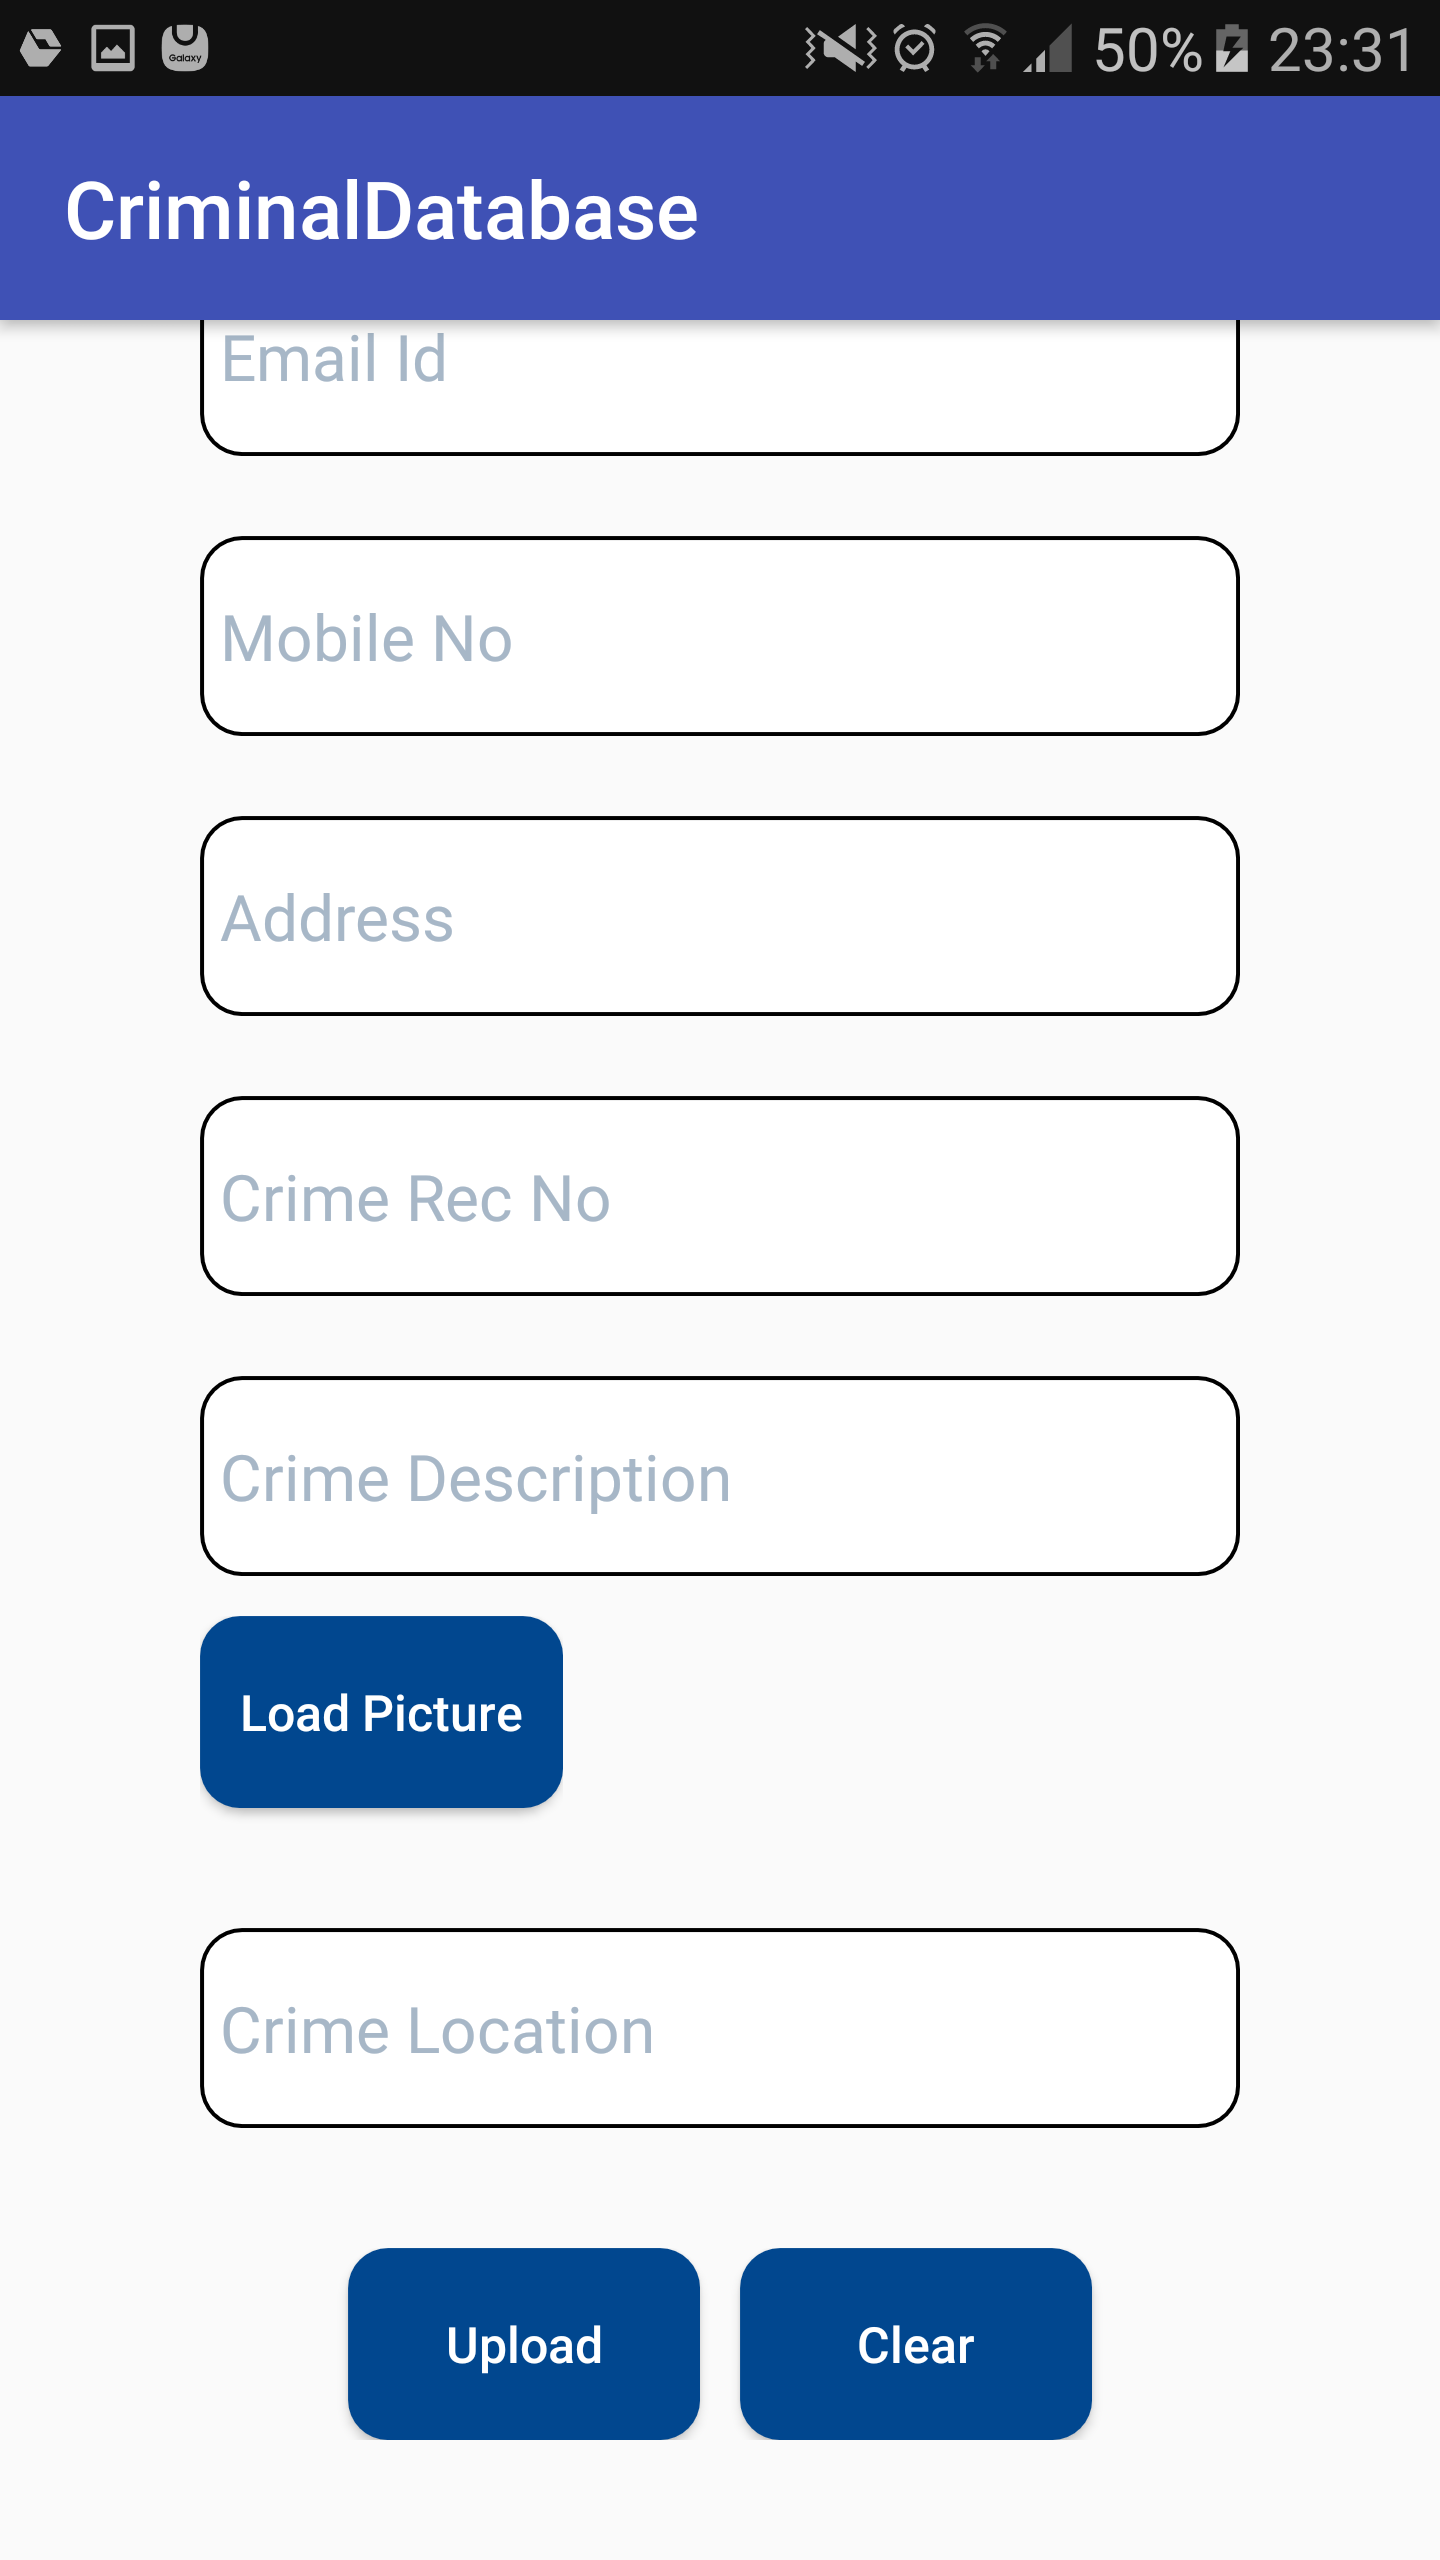 Galaxy
50% 23:31
CriminalDatabase
Email Id
Mobile No
Address
Crime Rec No
Crime Description
Load Picture
Crime Location
Upload Clear